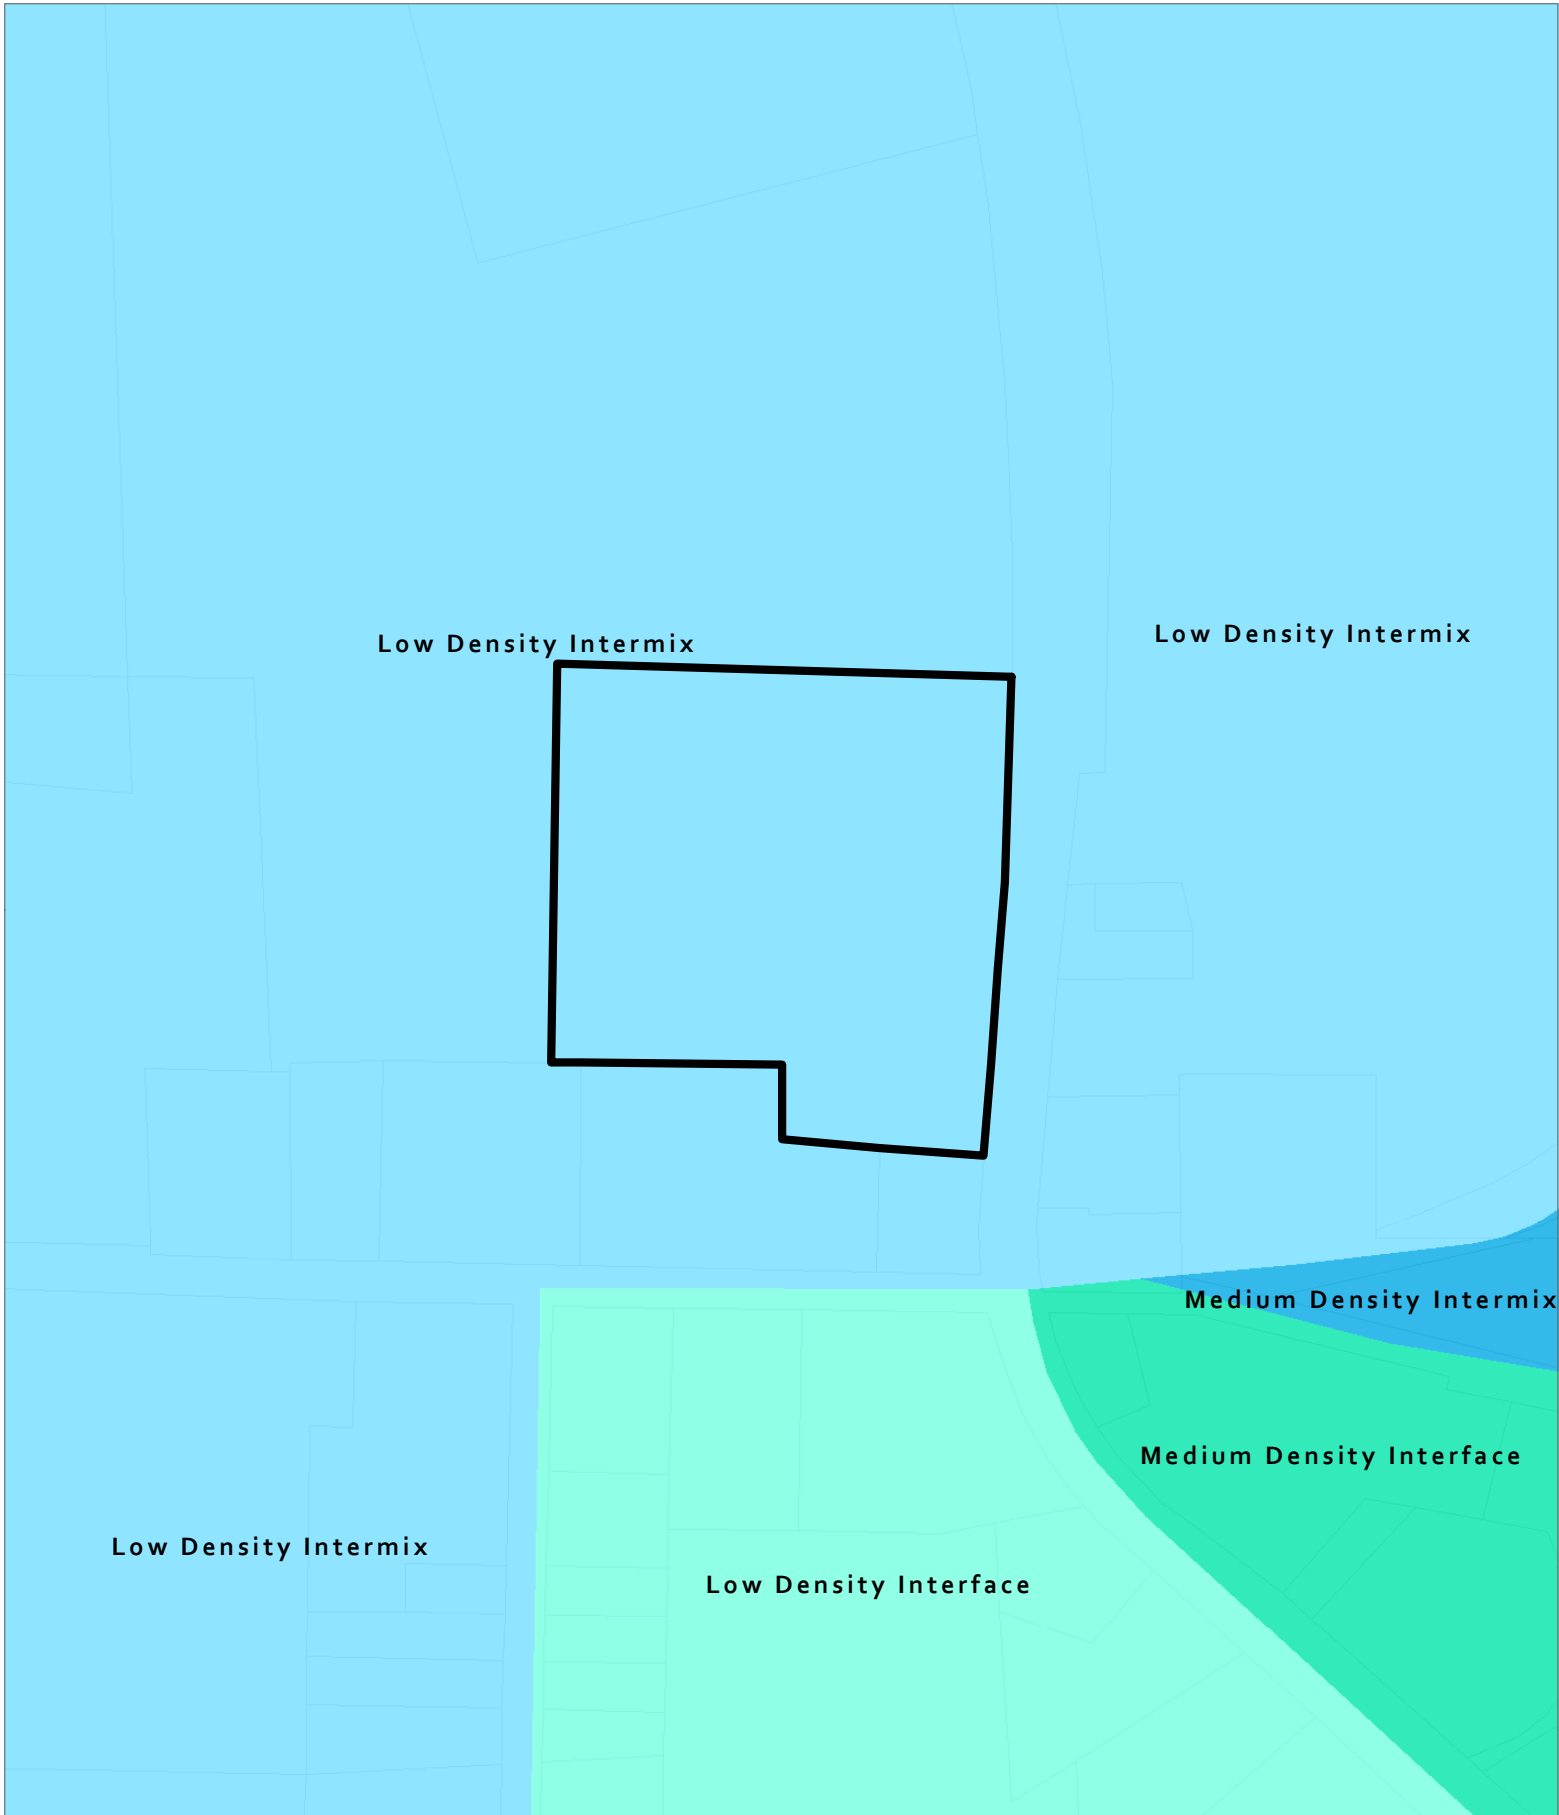 Low Density Intermix
Low Density Intermix
Medium Density Intermix
Medium Density Interface
Low Density Intermix
Low Density Interface